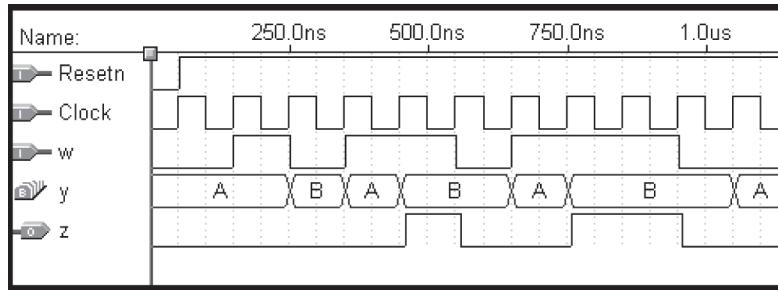 Name: 250.0ns 500.0ns 750.0ns 1.0us
I Resetn
I Clock
I w
B y A B A B A B A
O z